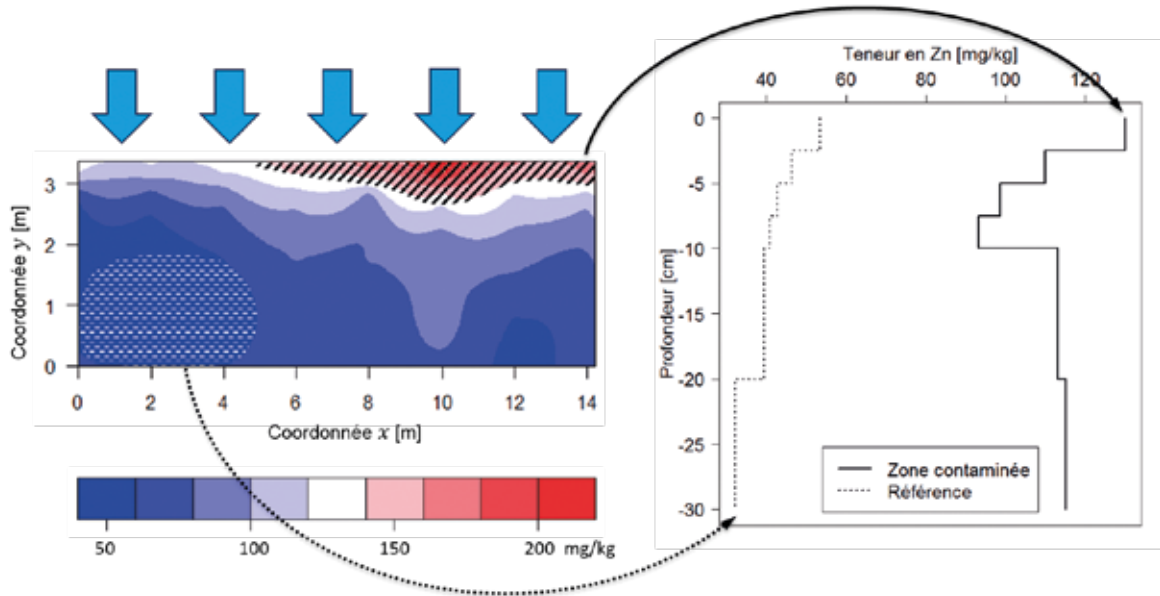 3
2
1
0
Coordonnée y [m]
0 2 4 6 8 10 12 14
Coordonnée x [m]
50 100 150 200 mg/kg
Teneur en Zn [mg/kg]
40 60 80 100 120
0
-5
-10
-15
-20
-25
-30
Profondeur [cm]
Zone contaminée
Référence